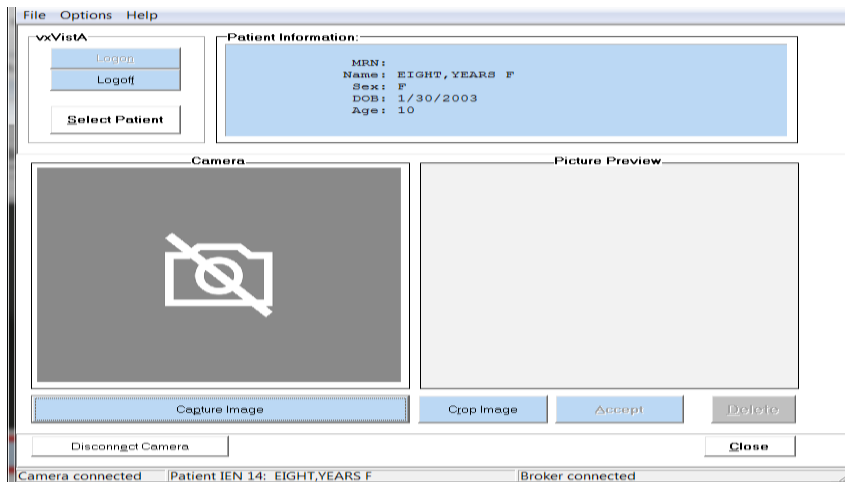 File Options Help
vxVistA
Logon
Logoff
Select Patient
Patient Information:
MRN:
Name: EIGHT,YEARS F
Sex: F
DOB: 1/30/2003
Age: 10
Camera
Picture Preview
Capture Image
Crop Image
Accept
Delete
Disconnect Camera
Close
Camera connected
Patient IEN 14: EIGHT,YEARS F
Broker connected